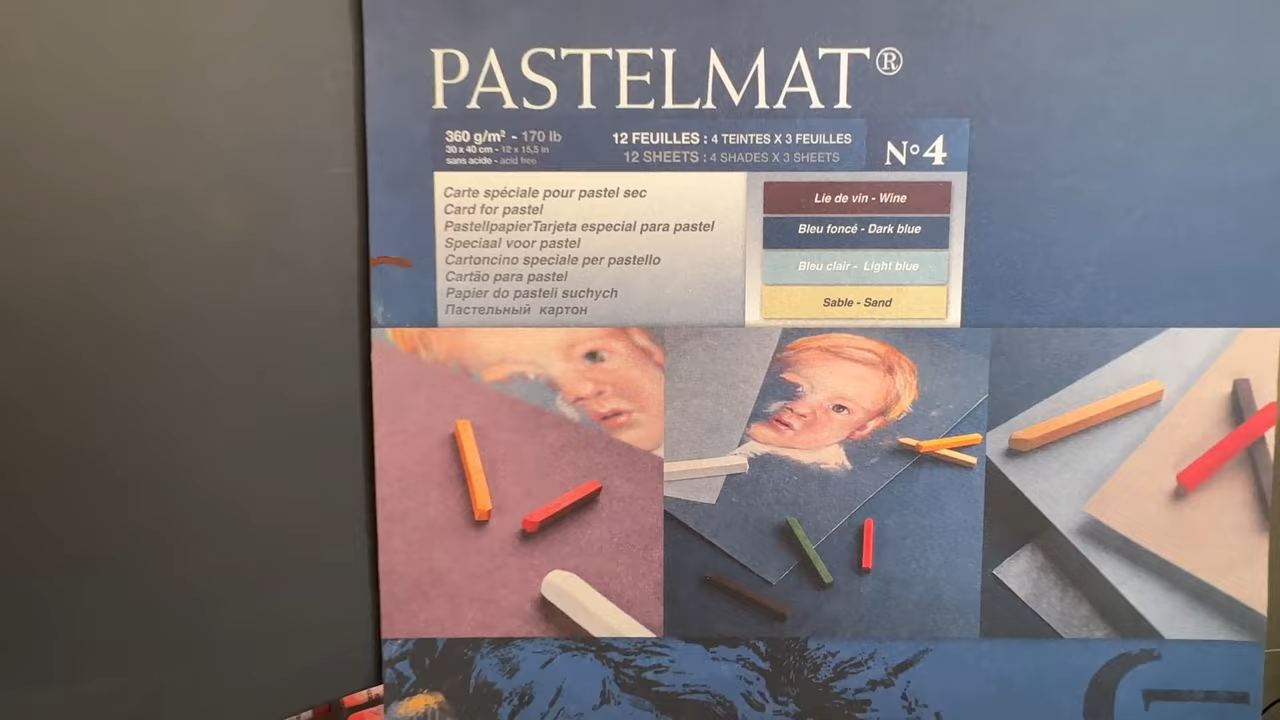 PASTELMAT®
360 g/m² - 170 lb
30 x 40 cm - 12 x 15,5 in
sans acide - acid free
12 FEUILLES : 4 TEINTES X 3 FEUILLES
12 SHEETS : 4 SHADES X 3 SHEETS
N°4
Carte spéciale pour pastel sec
Card for pastel
PastellpapierTarjeta especial para pastel
Speciaal voor pastel
Cartoncino speciale per pastello
Cartão para pastel
Papier do pasteli suchych
Пастельный картон
Lie de vin - Wine
Bleu foncé - Dark blue
Bleu clair - Light blue
Sable - Sand